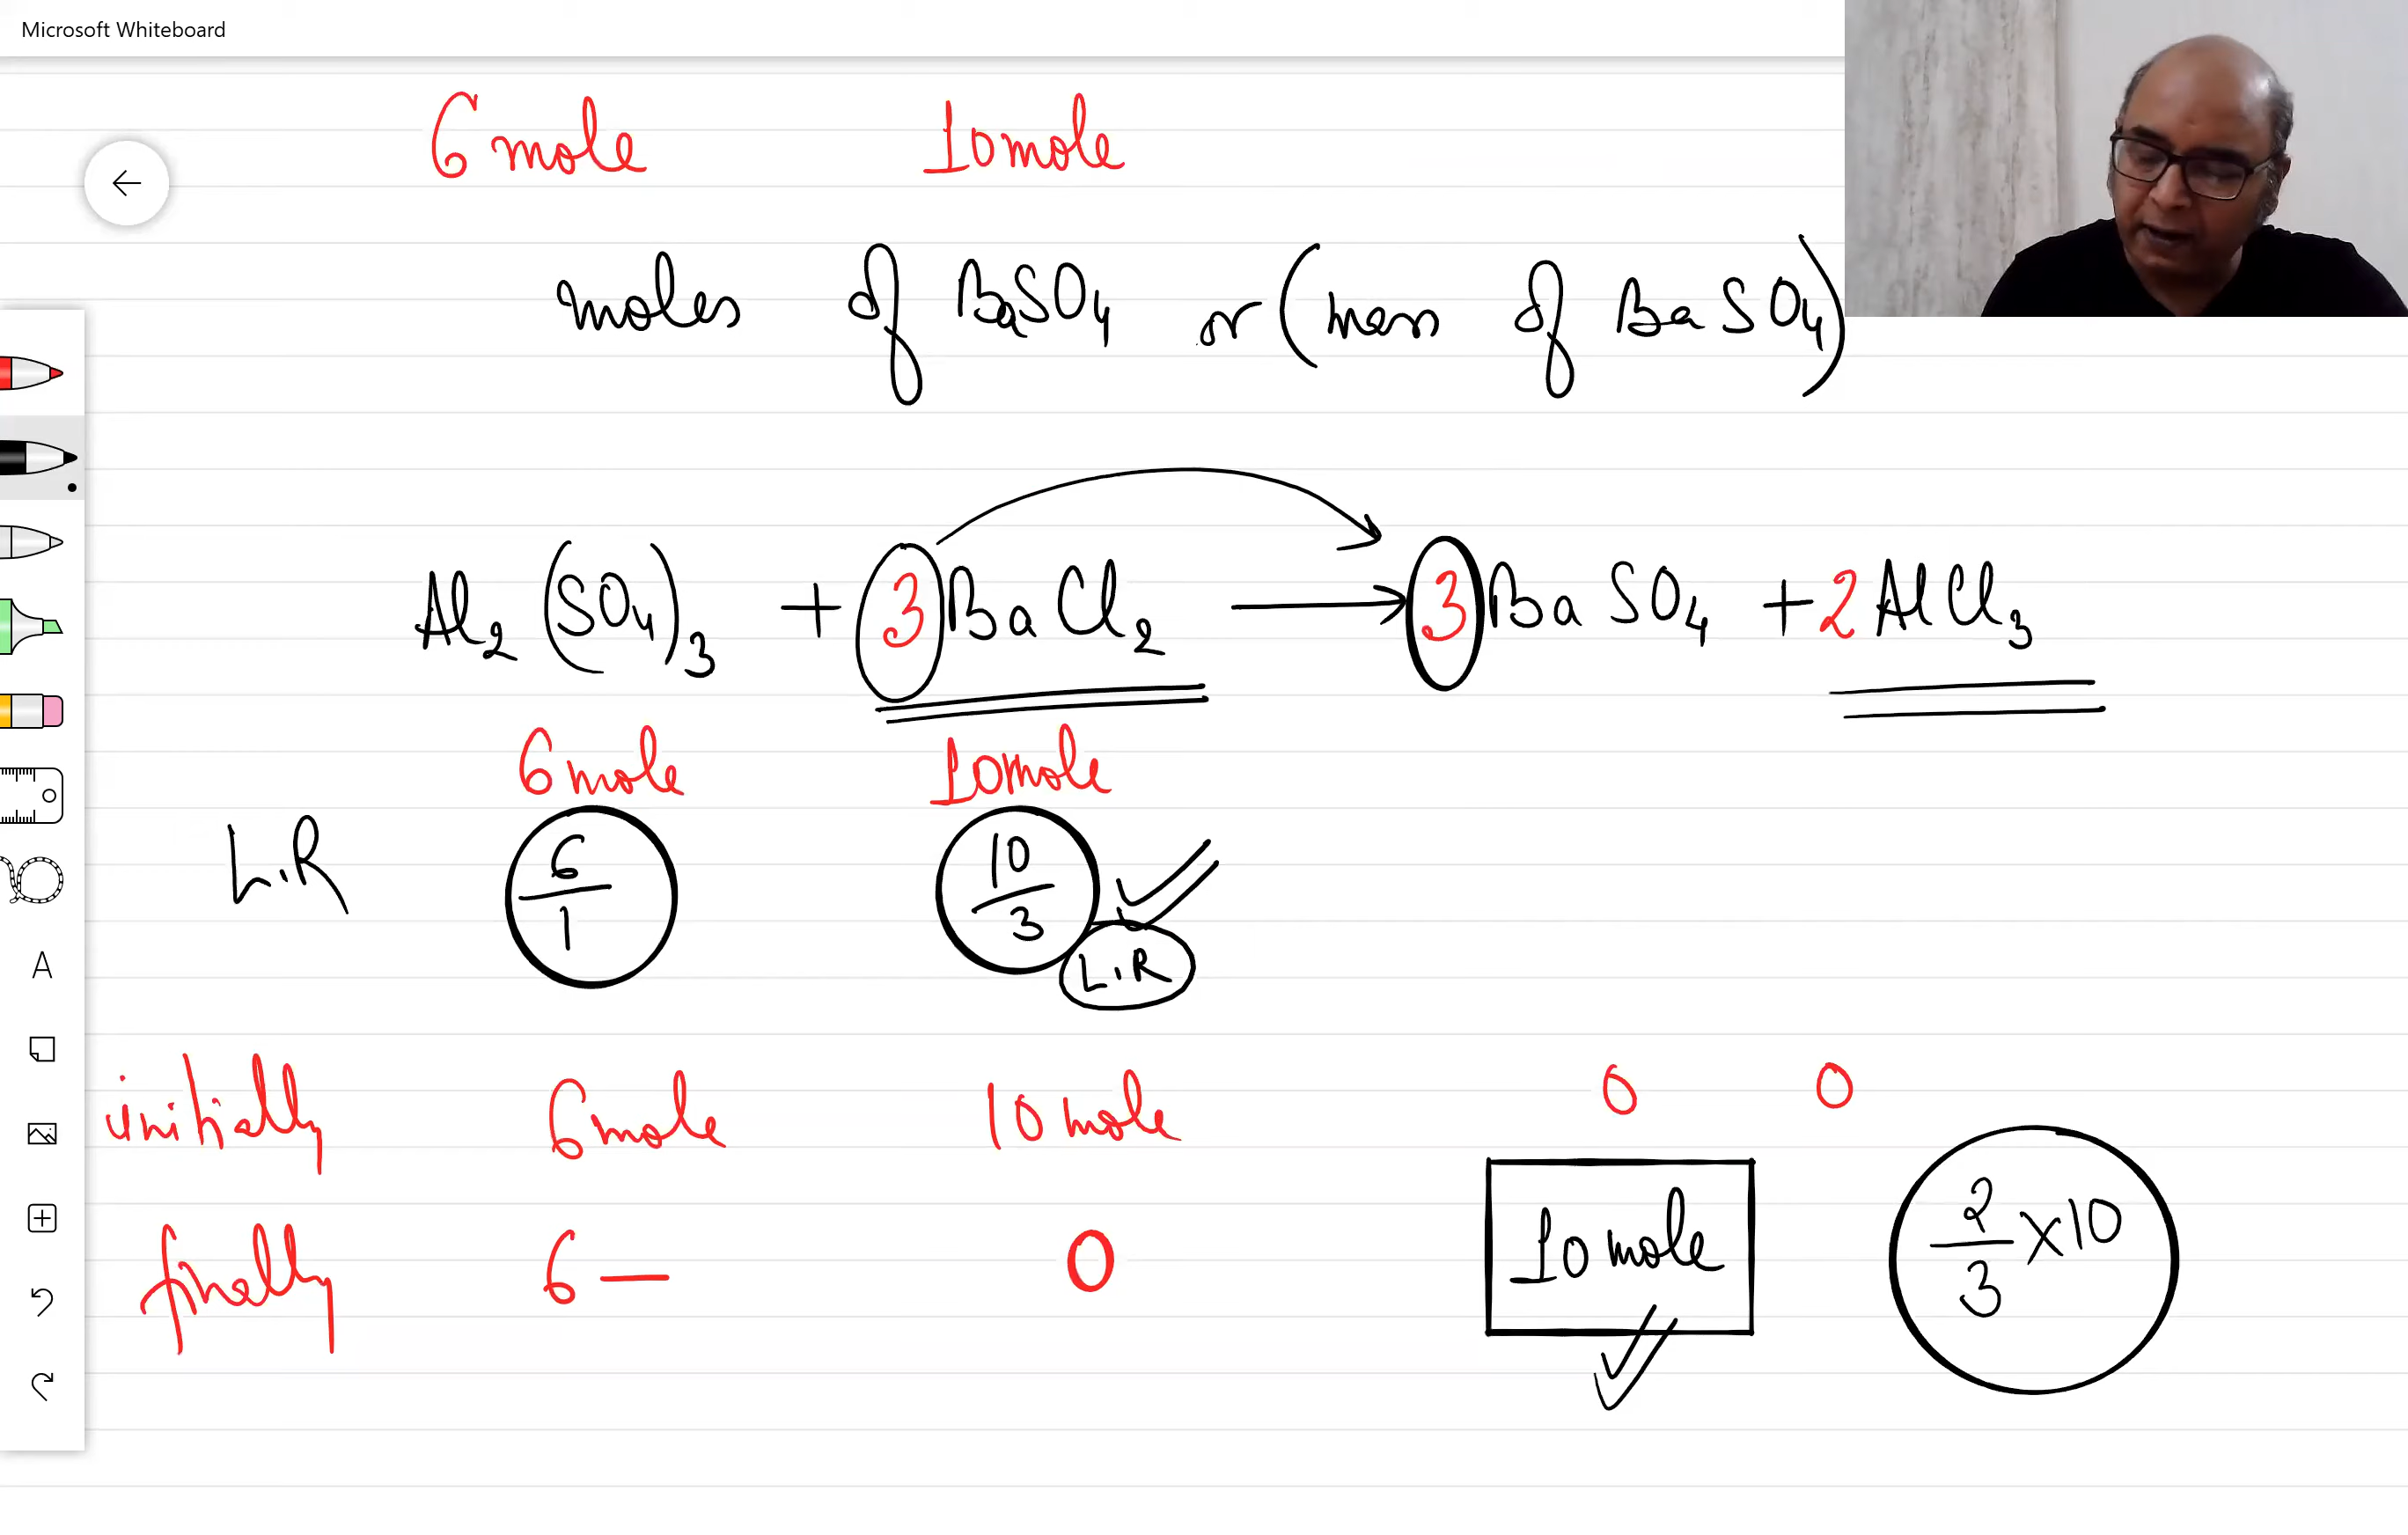 Microsoft Whiteboard
6 mole 10 mole
moles of BaSO4 or (mass of BaSO4)
Al2(SO4)3 + 3BaCl2 → 3BaSO4 + 2AlCl3
6 mole 10 mole
L.R 6/1 10/3
L.R
A
initially 6 mole 10 mole 0 0
finally 6 — 0 10 mole 2/3 × 10